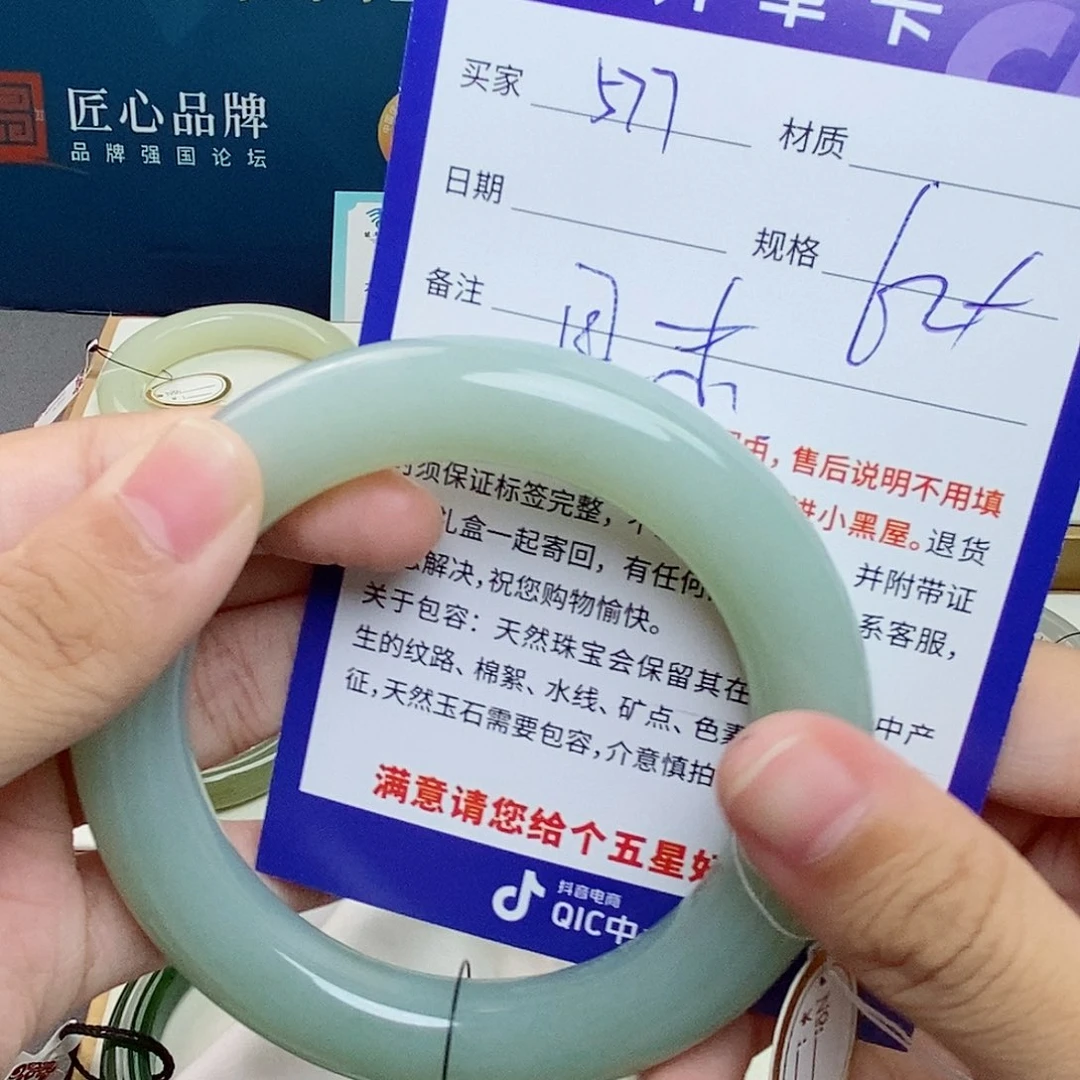 匠心品牌
品牌强国论坛
卡
买家 577 材质
日期 规格 62+
备注 圆
售后说明不用填
进小黑屋。退货
时须保证标签完整，不 并附带证
礼盒一起寄回，有任何 系客服，
解决，祝您购物愉快。
关于包容：天然珠宝会保留其在 中产
生的纹路、棉絮、水线、矿点、色素
征，天然玉石需要包容，介意慎拍
满意请您给个五星好
抖音电商
QIC中